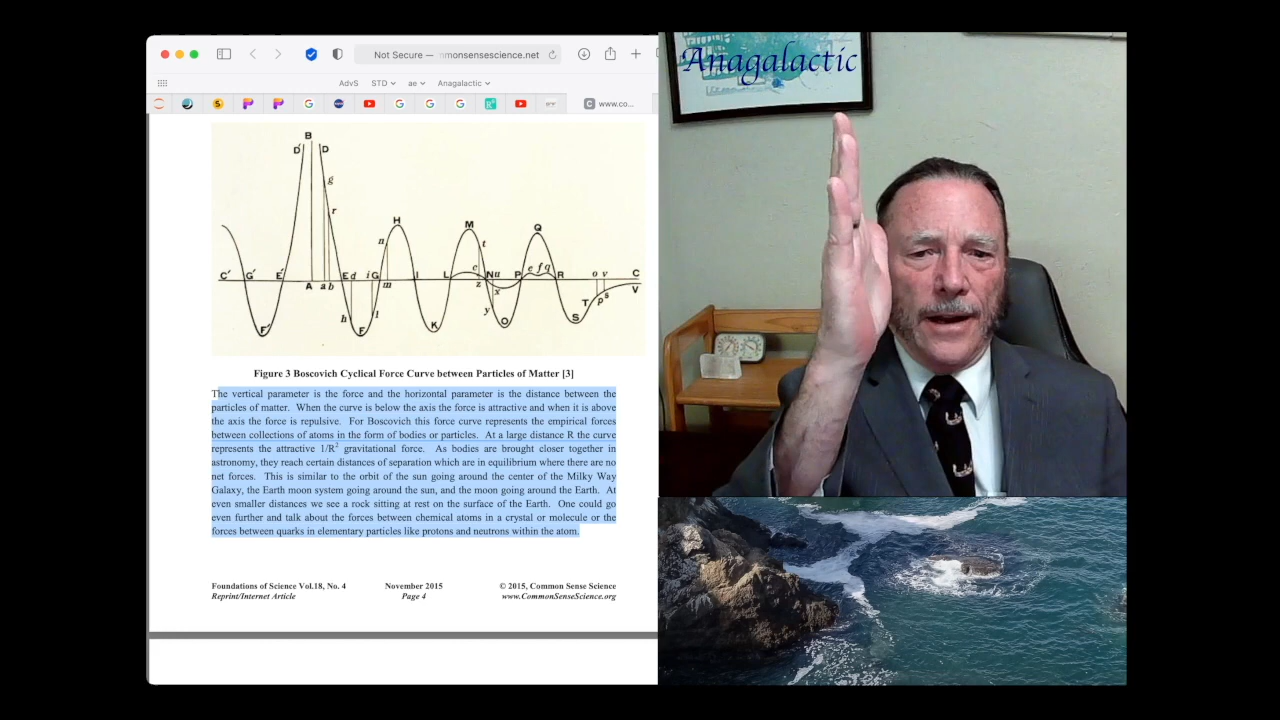 Not Secure — nmonsensescience.net
AdvS STD ae Anagalactic
www.co...
B
D' D
g
r
H M Q
n t
C' G' E' A a b E d i G m I L c N u P e f q R o v C
z x T p s V
h l y
F' F K O S
Figure 3 Boscovich Cyclical Force Curve between Particles of Matter [3]
The vertical parameter is the force and the horizontal parameter is the distance between the
particles of matter. When the curve is below the axis the force is attractive and when it is above
the axis the force is repulsive. For Boscovich this force curve represents the empirical forces
between collections of atoms in the form of bodies or particles. At a large distance R the curve
represents the attractive 1/R² gravitational force. As bodies are brought closer together in
astronomy, they reach certain distances of separation which are in equilibrium where there are no
net forces. This is similar to the orbit of the sun going around the center of the Milky Way
Galaxy, the Earth moon system going around the sun, and the moon going around the Earth. At
even smaller distances we see a rock sitting at rest on the surface of the Earth. One could go
even further and talk about the forces between chemical atoms in a crystal or molecule or the
forces between quarks in elementary particles like protons and neutrons within the atom.
Foundations of Science Vol.18, No. 4 November 2015 © 2015, Common Sense Science
Reprint/Internet Article Page 4 www.CommonSenseScience.org
Anagalactic